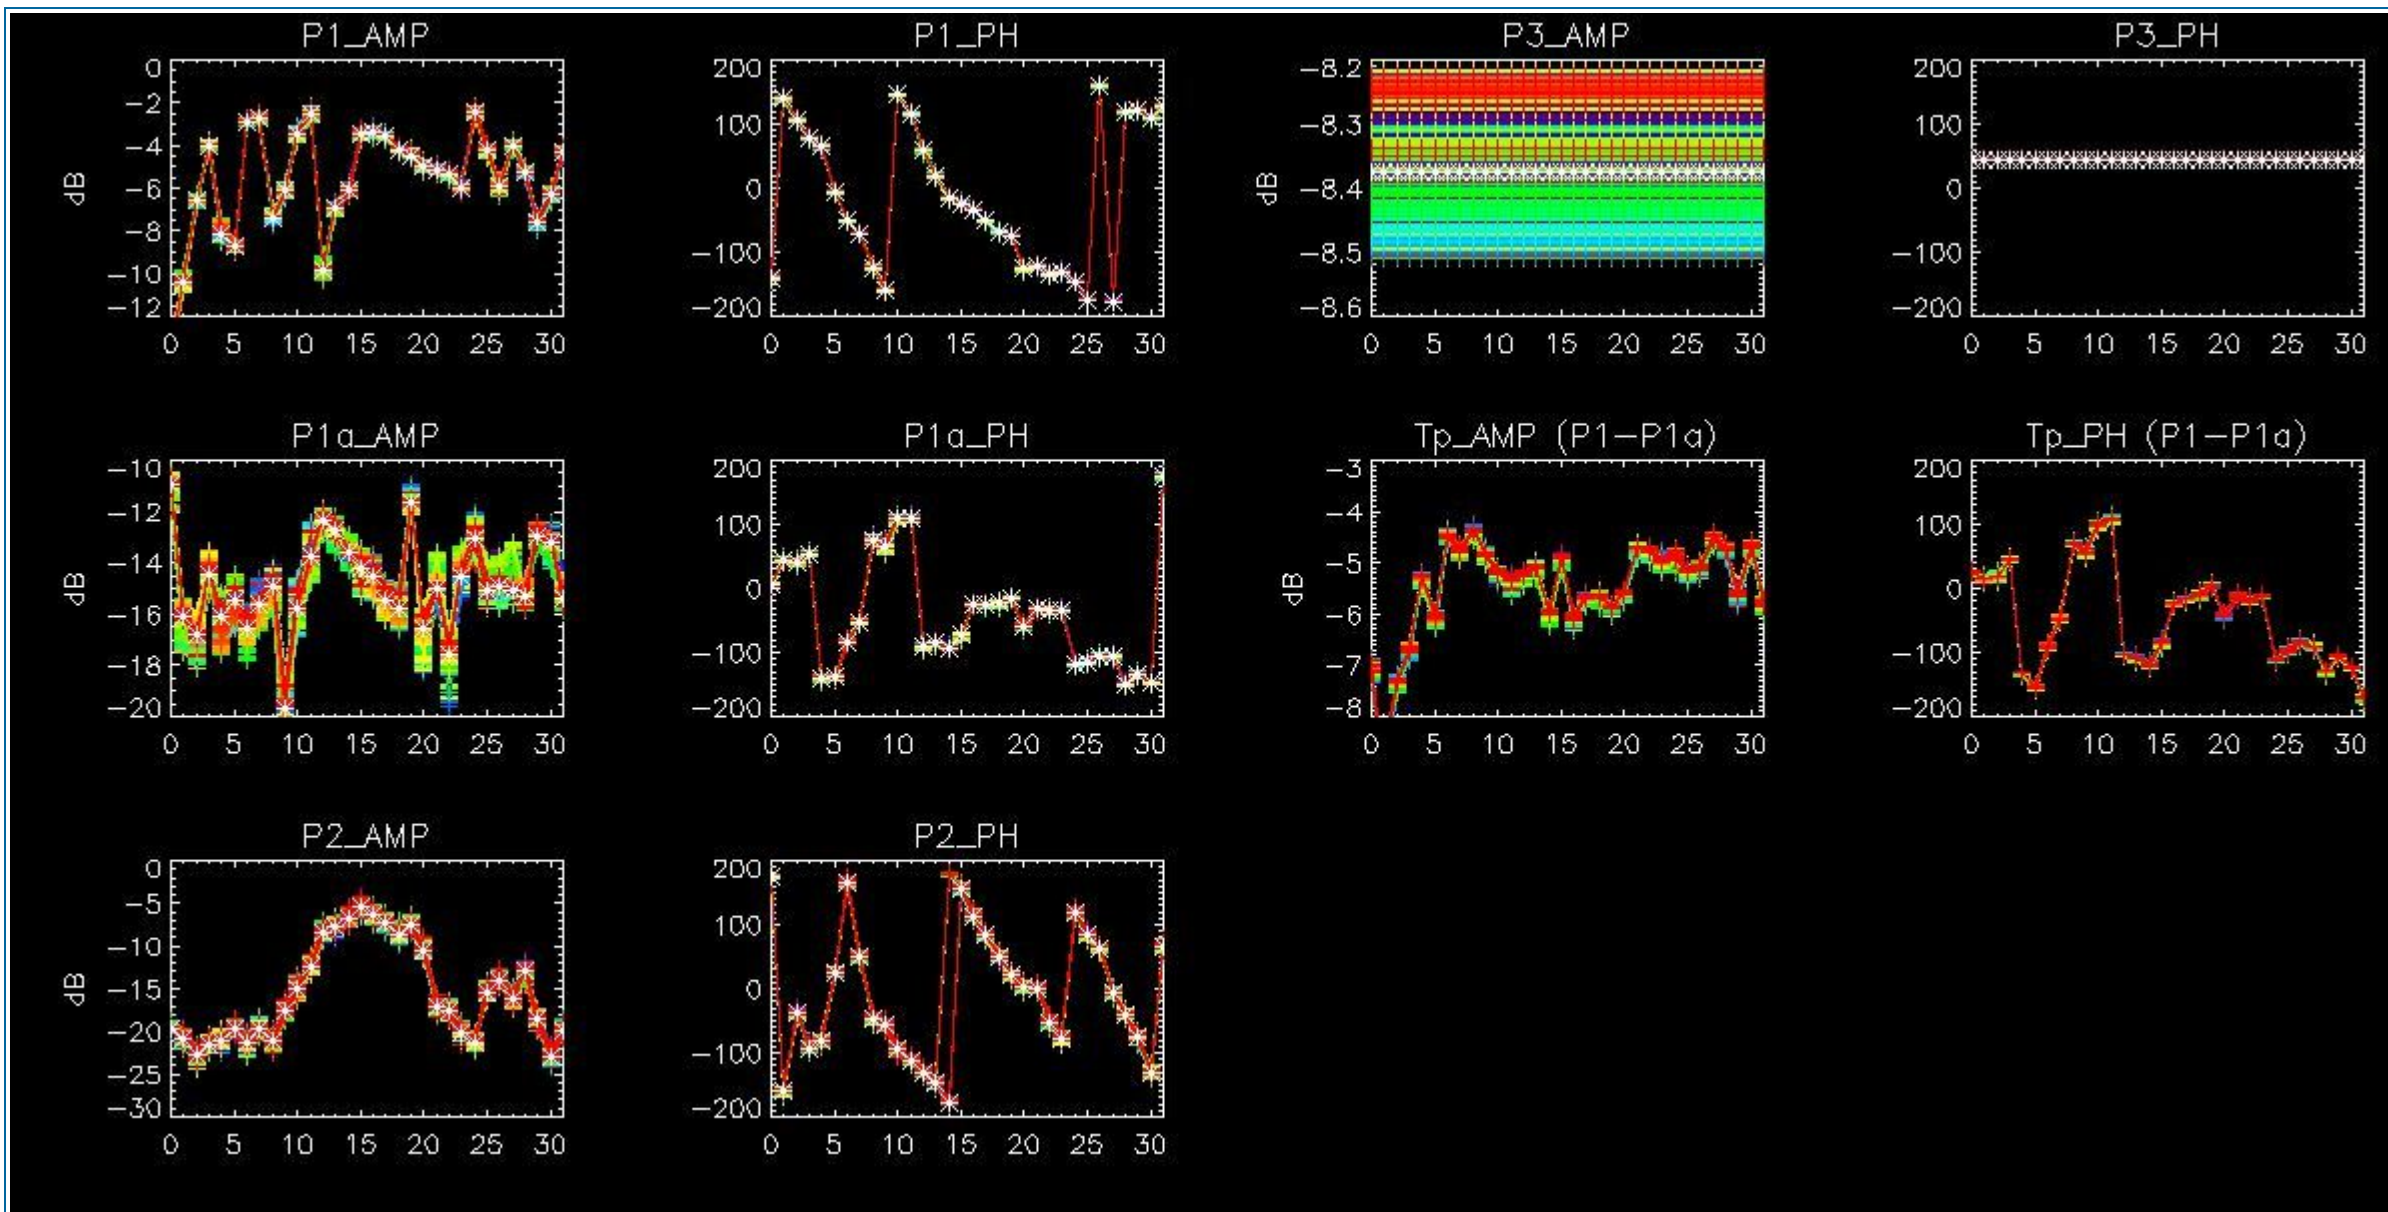 P1_AMP P1_PH P3_AMP P3_PH
0 200 -8.2 200
-2 100 -8.3 100
-4 0 -8.4 0
-6 -100 -8.5 -100
-8 -200 -8.6 -200
-10
-12
dB dB
0 5 10 15 20 25 30 0 5 10 15 20 25 30 0 5 10 15 20 25 30 0 5 10 15 20 25 30
P1a_AMP P1a_PH Tp_AMP (P1-P1a) Tp_PH (P1-P1a)
-10 200 -3 200
-12 100 -4 100
-14 0 -5 0
-16 -100 -6 -100
-18 -200 -7 -200
-20 -8
dB dB
0 5 10 15 20 25 30 0 5 10 15 20 25 30 0 5 10 15 20 25 30 0 5 10 15 20 25 30
P2_AMP P2_PH
0 200
-5 100
-10 0
-15 -100
-20 -200
-25
-30
dB
0 5 10 15 20 25 30 0 5 10 15 20 25 30